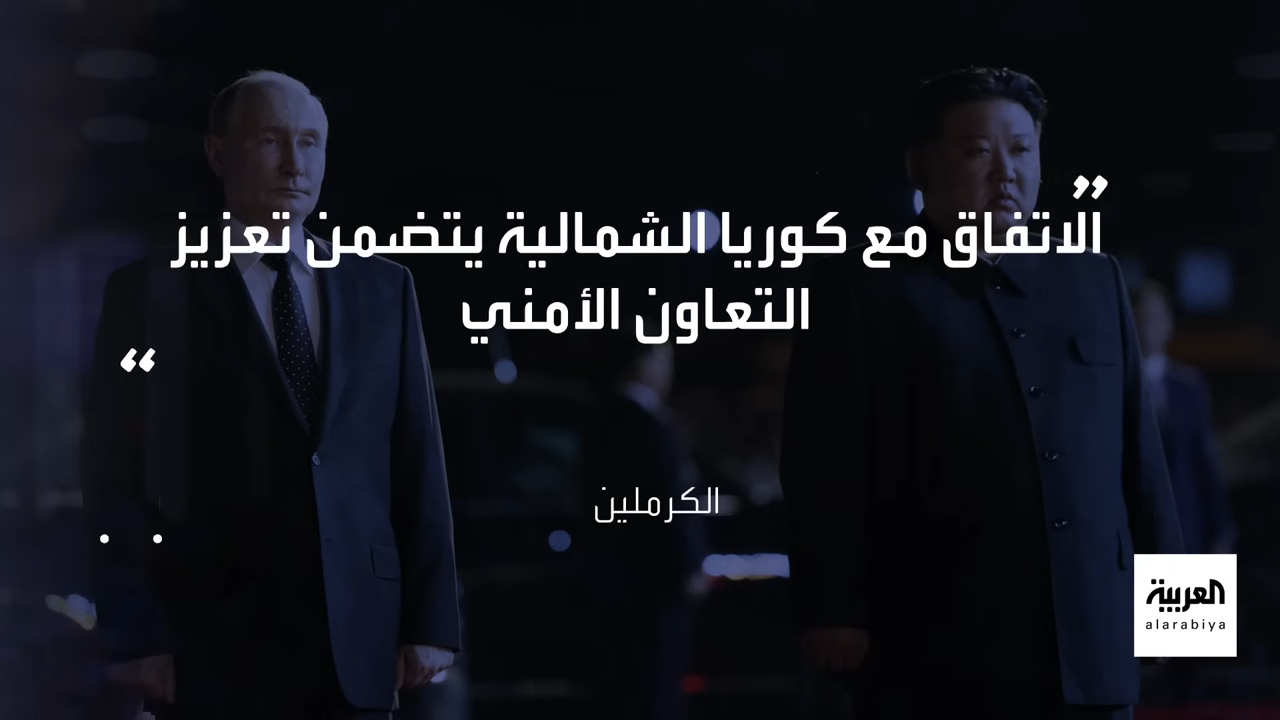 ”الاتفاق مع كوريا الشمالية يتضمن تعزيز
التعاون الأمني“
الكرملين
العربية
alarabiya